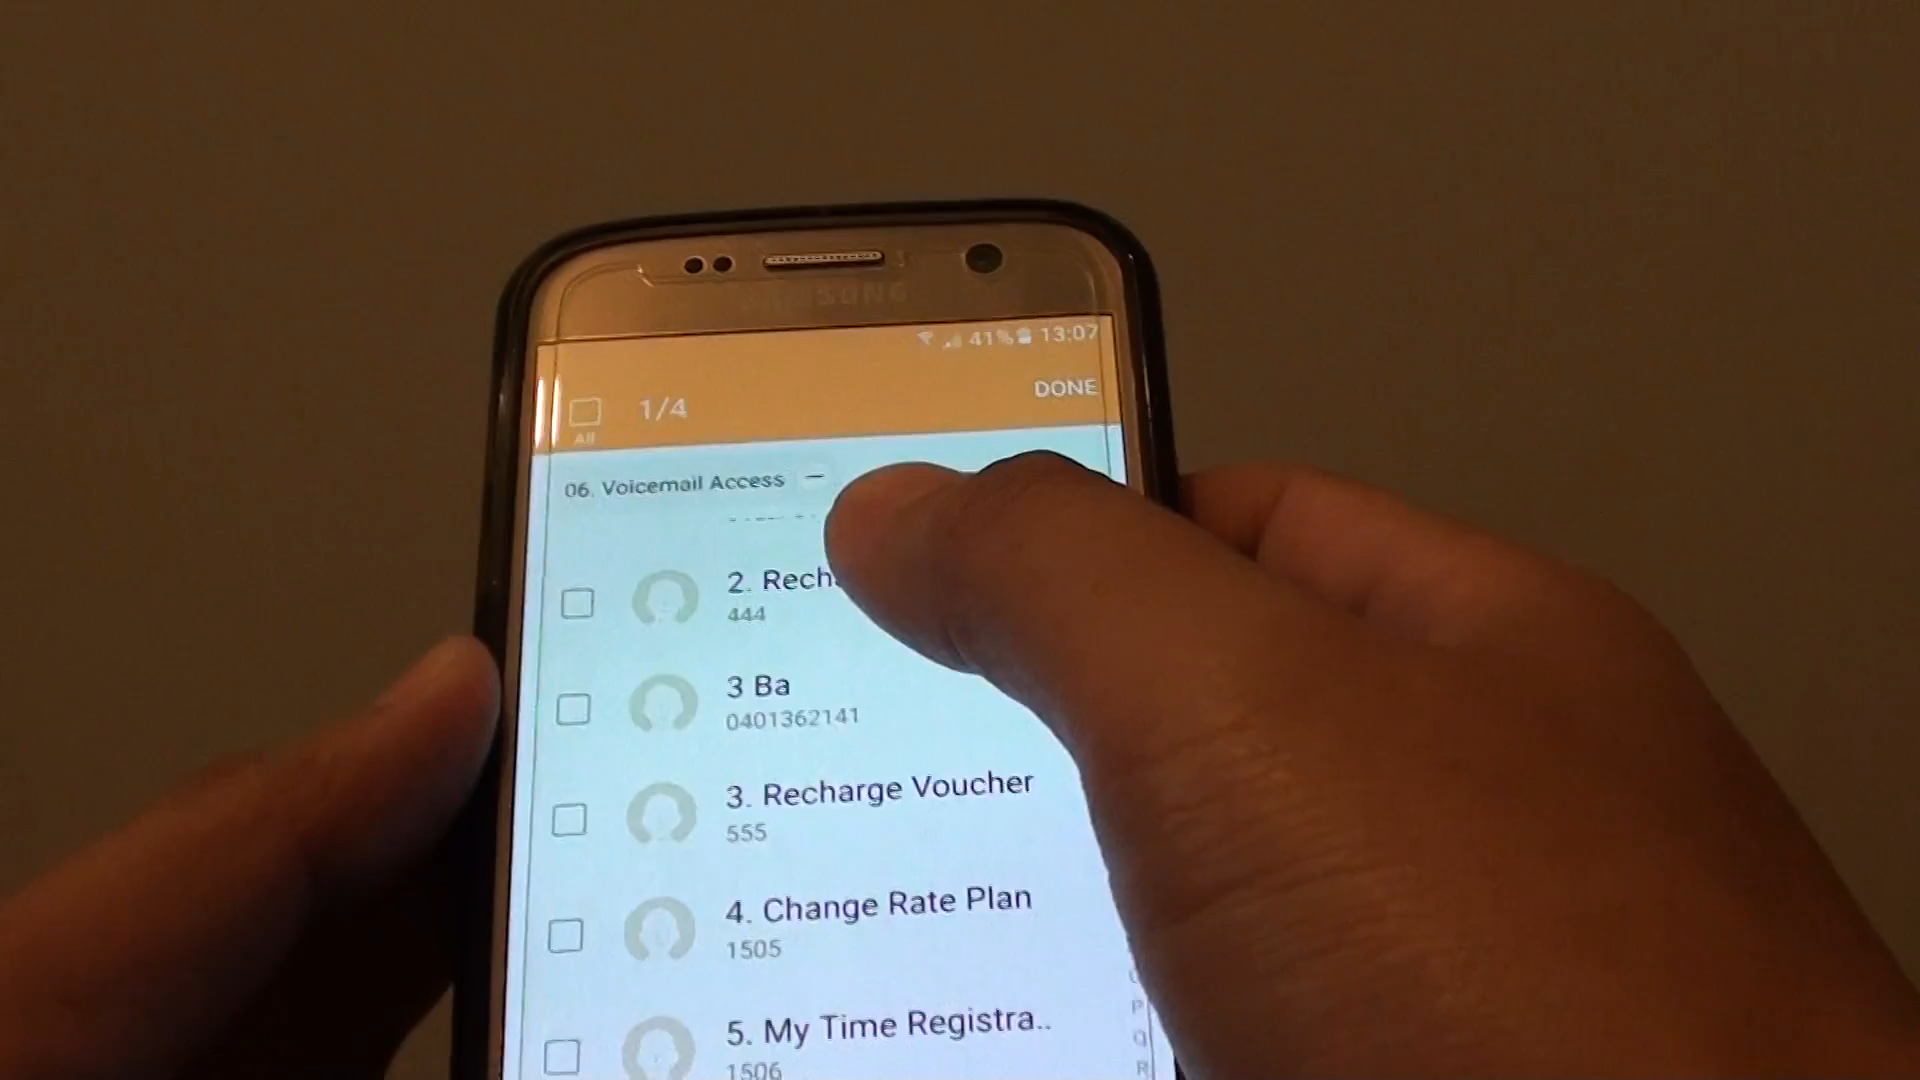 SAMSUNG
41% 13:07
DONE
1/4
All
06. Voicemail Access
2. Rech
444
3 Ba
0401362141
3. Recharge Voucher
555
4. Change Rate Plan
1505
5. My Time Registra..
1506
P
Q
R